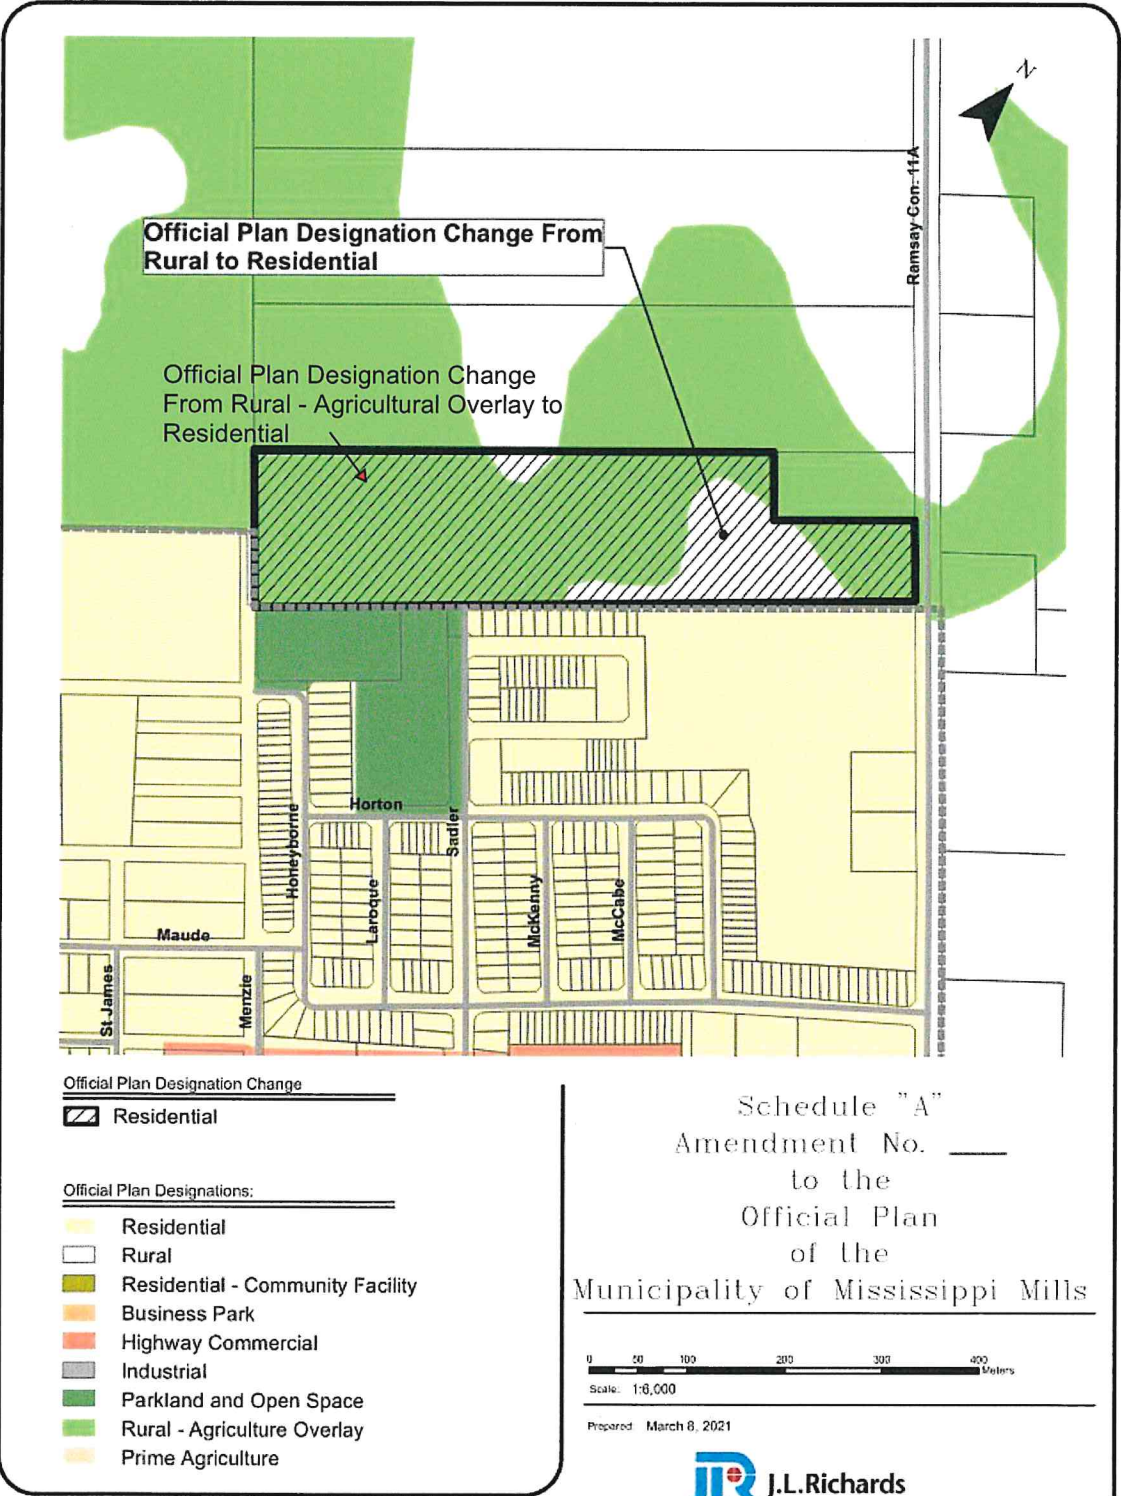 N
Ramsay Con. 11A
Official Plan Designation Change From
Rural to Residential
Official Plan Designation Change
From Rural - Agricultural Overlay to
Residential
Horton
Honeyborne
Sadler
Laroque
McKenny
McCabe
Maude
St James
Menzie
Official Plan Designation Change
Residential
Official Plan Designations:
Residential
Rural
Residential - Community Facility
Business Park
Highway Commercial
Industrial
Parkland and Open Space
Rural - Agriculture Overlay
Prime Agriculture
Schedule "A"
Amendment No. ___
to the
Official Plan
of the
Municipality of Mississippi Mills
0 50 100 200 300 400
Meters
Scale: 1:6,000
Prepared: March 8, 2021
J.L.Richards